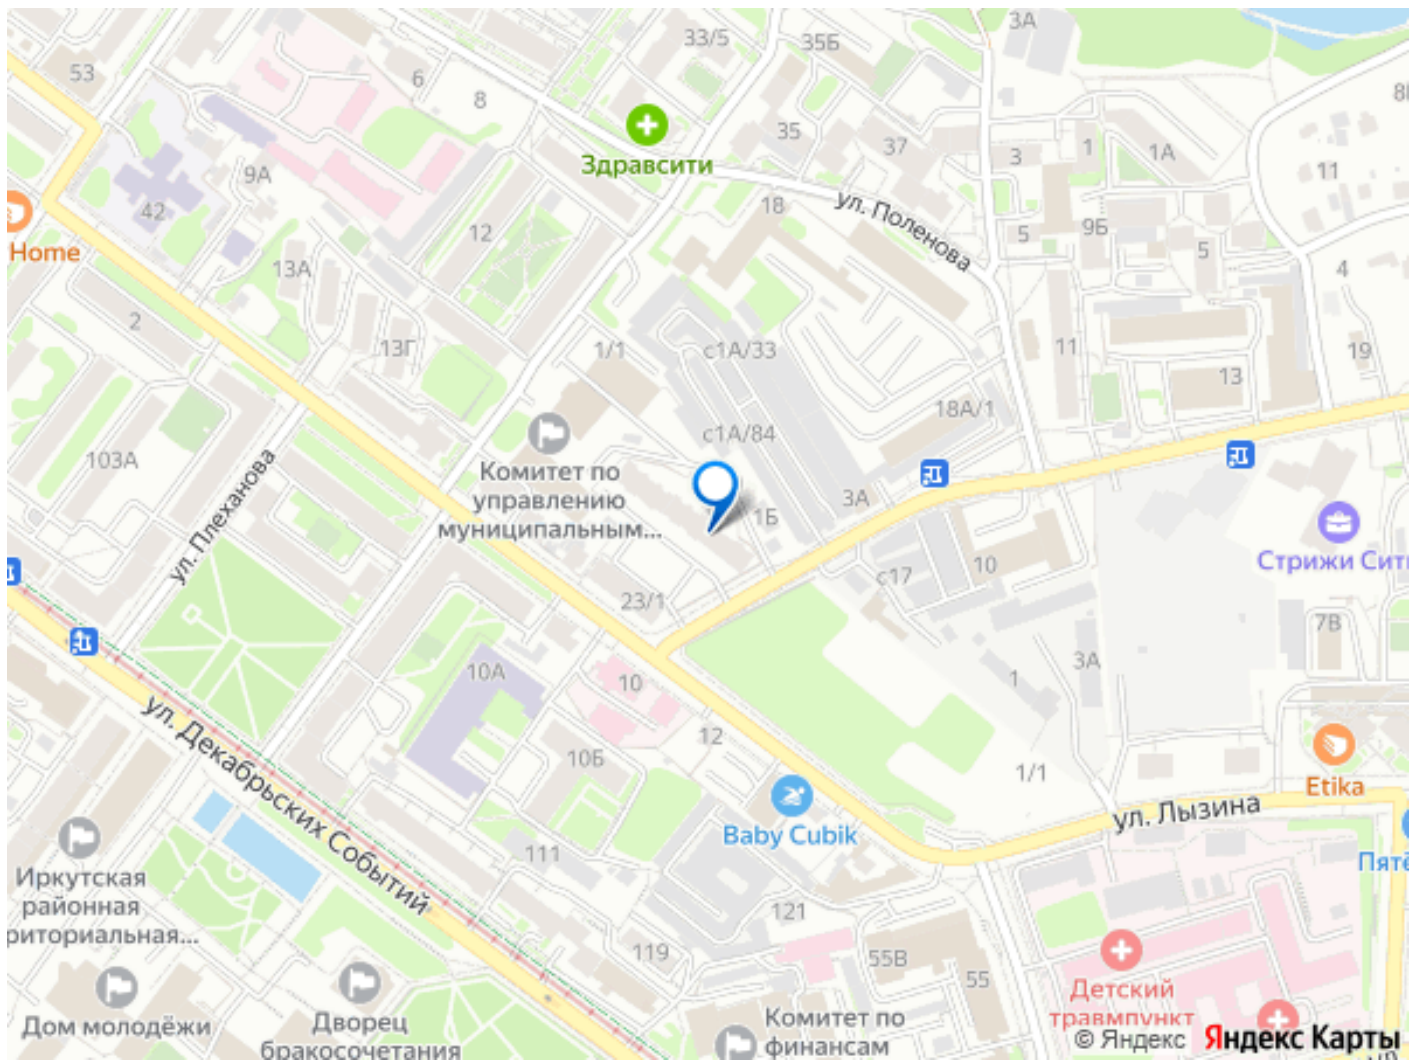 53
6
8
33/5
35Б
3А
Здравсити
35
37
3
1
1А
11
9А
42
12
18
ул. Поленова
5
9Б
5
4
Home
13А
2
13Г
1/1
с1А/33
11
19
13
18А/1
с1А/84
103А
ул. Плеханова
Комитет по
управлению
муниципальным...
1Б
3А
с17
10
Стрижи Сити
23/1
7В
10А
10
3А
1
ул. Декабрьских Событий
12
10Б
1/1
Etika
Baby Cubik
ул. Лызина
111
Иркутская
районная
риториальная...
121
119
55В
55
Детский
травмпункт
Дом молодёжи
Дворец
бракосочетания
Комитет по
финансам
© Яндекс Яндекс Карты